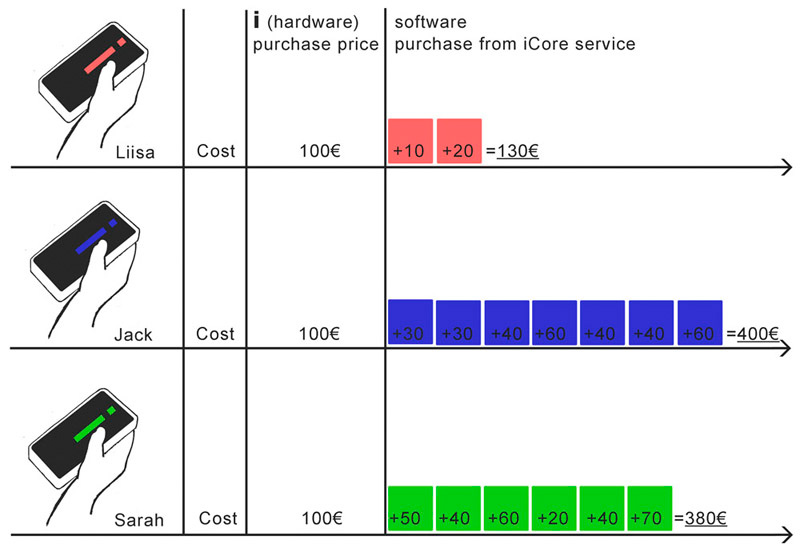 i (hardware)
purchase price
software
purchase from iCore service
Liisa Cost 100€ +10 +20 =130€
Jack Cost 100€ +30 +30 +40 +60 +40 +40 +60 =400€
Sarah Cost 100€ +50 +40 +60 +20 +40 +70 =380€